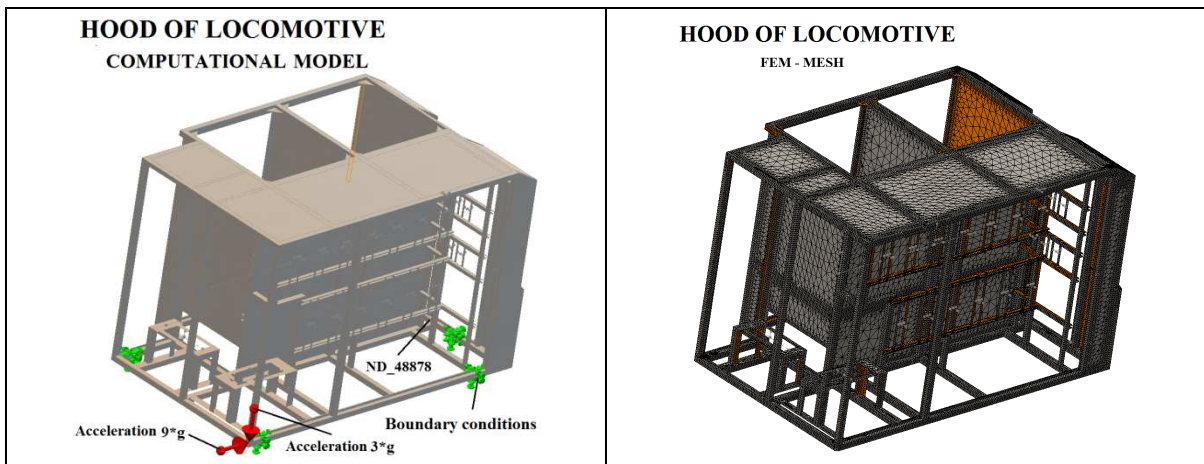 HOOD OF LOCOMOTIVE
COMPUTATIONAL MODEL
ND_48878
Boundary conditions
Acceleration 9*g
Acceleration 3*g
HOOD OF LOCOMOTIVE
FEM - MESH